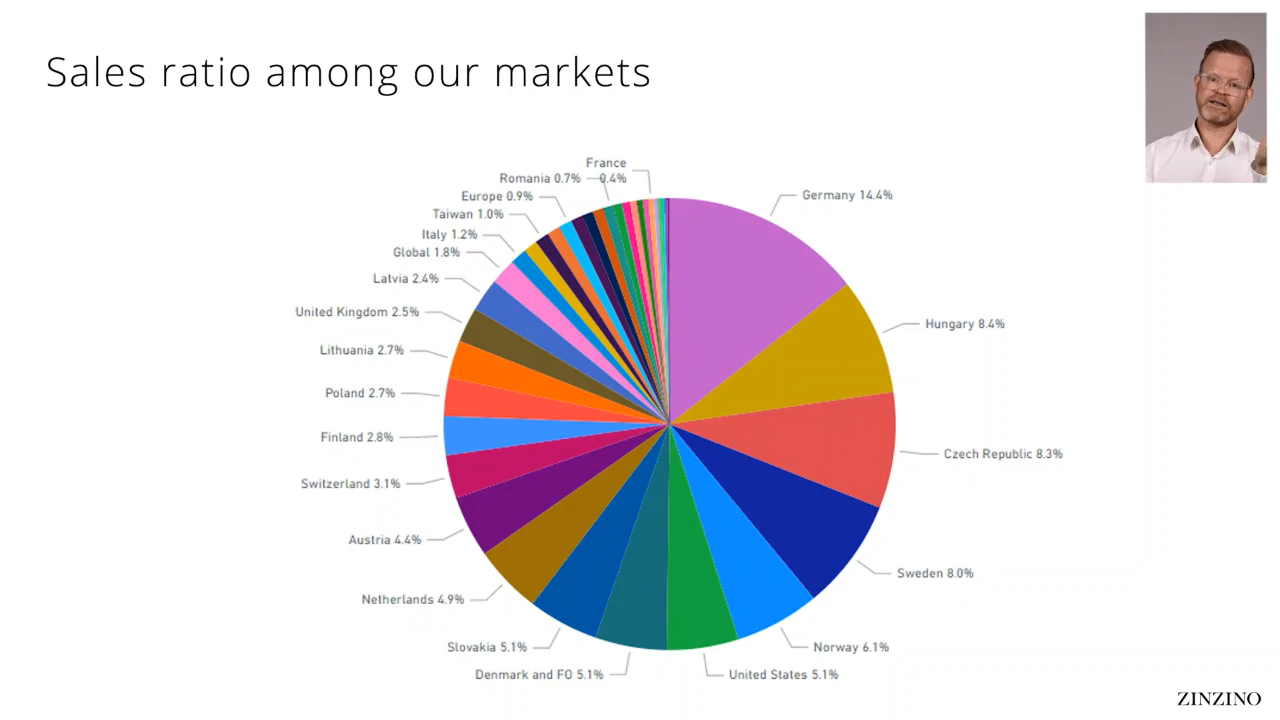 Sales ratio among our markets
France
0.4%
Romania 0.7%
Europe 0.9%
Taiwan 1.0%
Italy 1.2%
Global 1.8%
Latvia 2.4%
United Kingdom 2.5%
Lithuania 2.7%
Poland 2.7%
Finland 2.8%
Switzerland 3.1%
Austria 4.4%
Netherlands 4.9%
Slovakia 5.1%
Denmark and FO 5.1%
Germany 14.4%
Hungary 8.4%
Czech Republic 8.3%
Sweden 8.0%
Norway 6.1%
United States 5.1%
ZINZINO